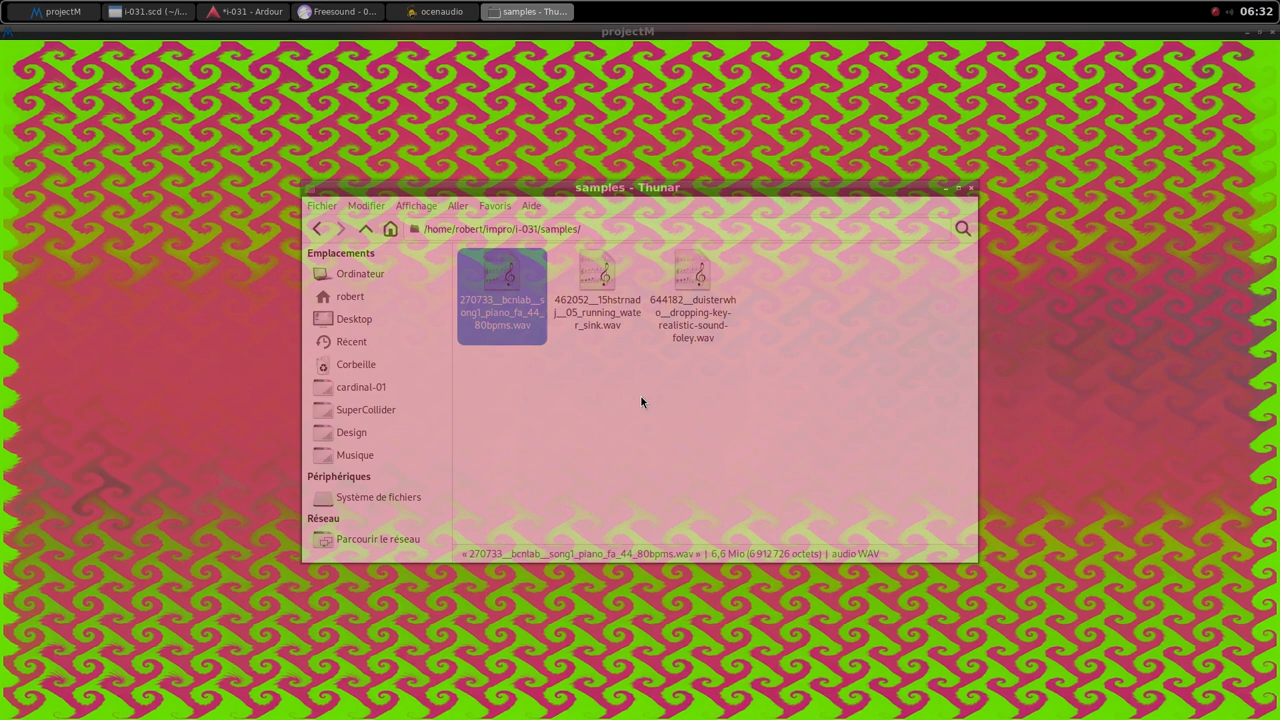 projectM
i-031.scd (~/i...
*i-031 - Ardour
Freesound - 0...
ocenaudio
samples - Thu...
06:32
projectM
samples - Thunar
Fichier Modifier Affichage Aller Favoris Aide
/home/robert/impro/i-031/samples/
Emplacements
Ordinateur
robert
Desktop
Récent
Corbeille
cardinal-01
SuperCollider
Design
Musique
Périphériques
Système de fichiers
Réseau
Parcourir le réseau
270733__bcnlab__s
ong1_piano_fa_44_
80bpms.wav
462052__15hstrnad
j__05_running_wate
r_sink.wav
644182__duisterwh
o__dropping-key-
realistic-sound-
foley.wav
« 270733__bcnlab__song1_piano_fa_44_80bpms.wav » | 6,6 Mio (6 912 726 octets) | audio WAV